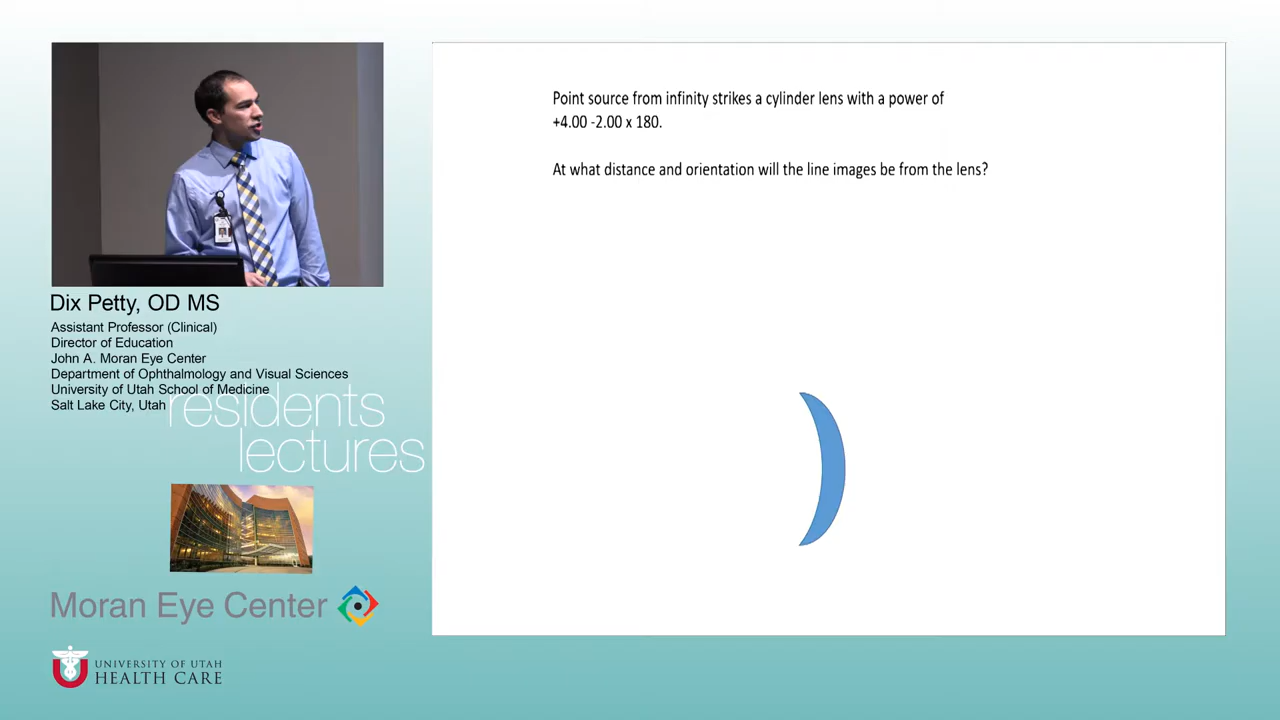 Point source from infinity strikes a cylinder lens with a power of
+4.00 -2.00 x 180.
At what distance and orientation will the line images be from the lens?
Dix Petty, OD MS
Assistant Professor (Clinical)
Director of Education
John A. Moran Eye Center
Department of Ophthalmology and Visual Sciences
University of Utah School of Medicine
Salt Lake City, Utah
residents
lectures
Moran Eye Center
UNIVERSITY OF UTAH
HEALTH CARE